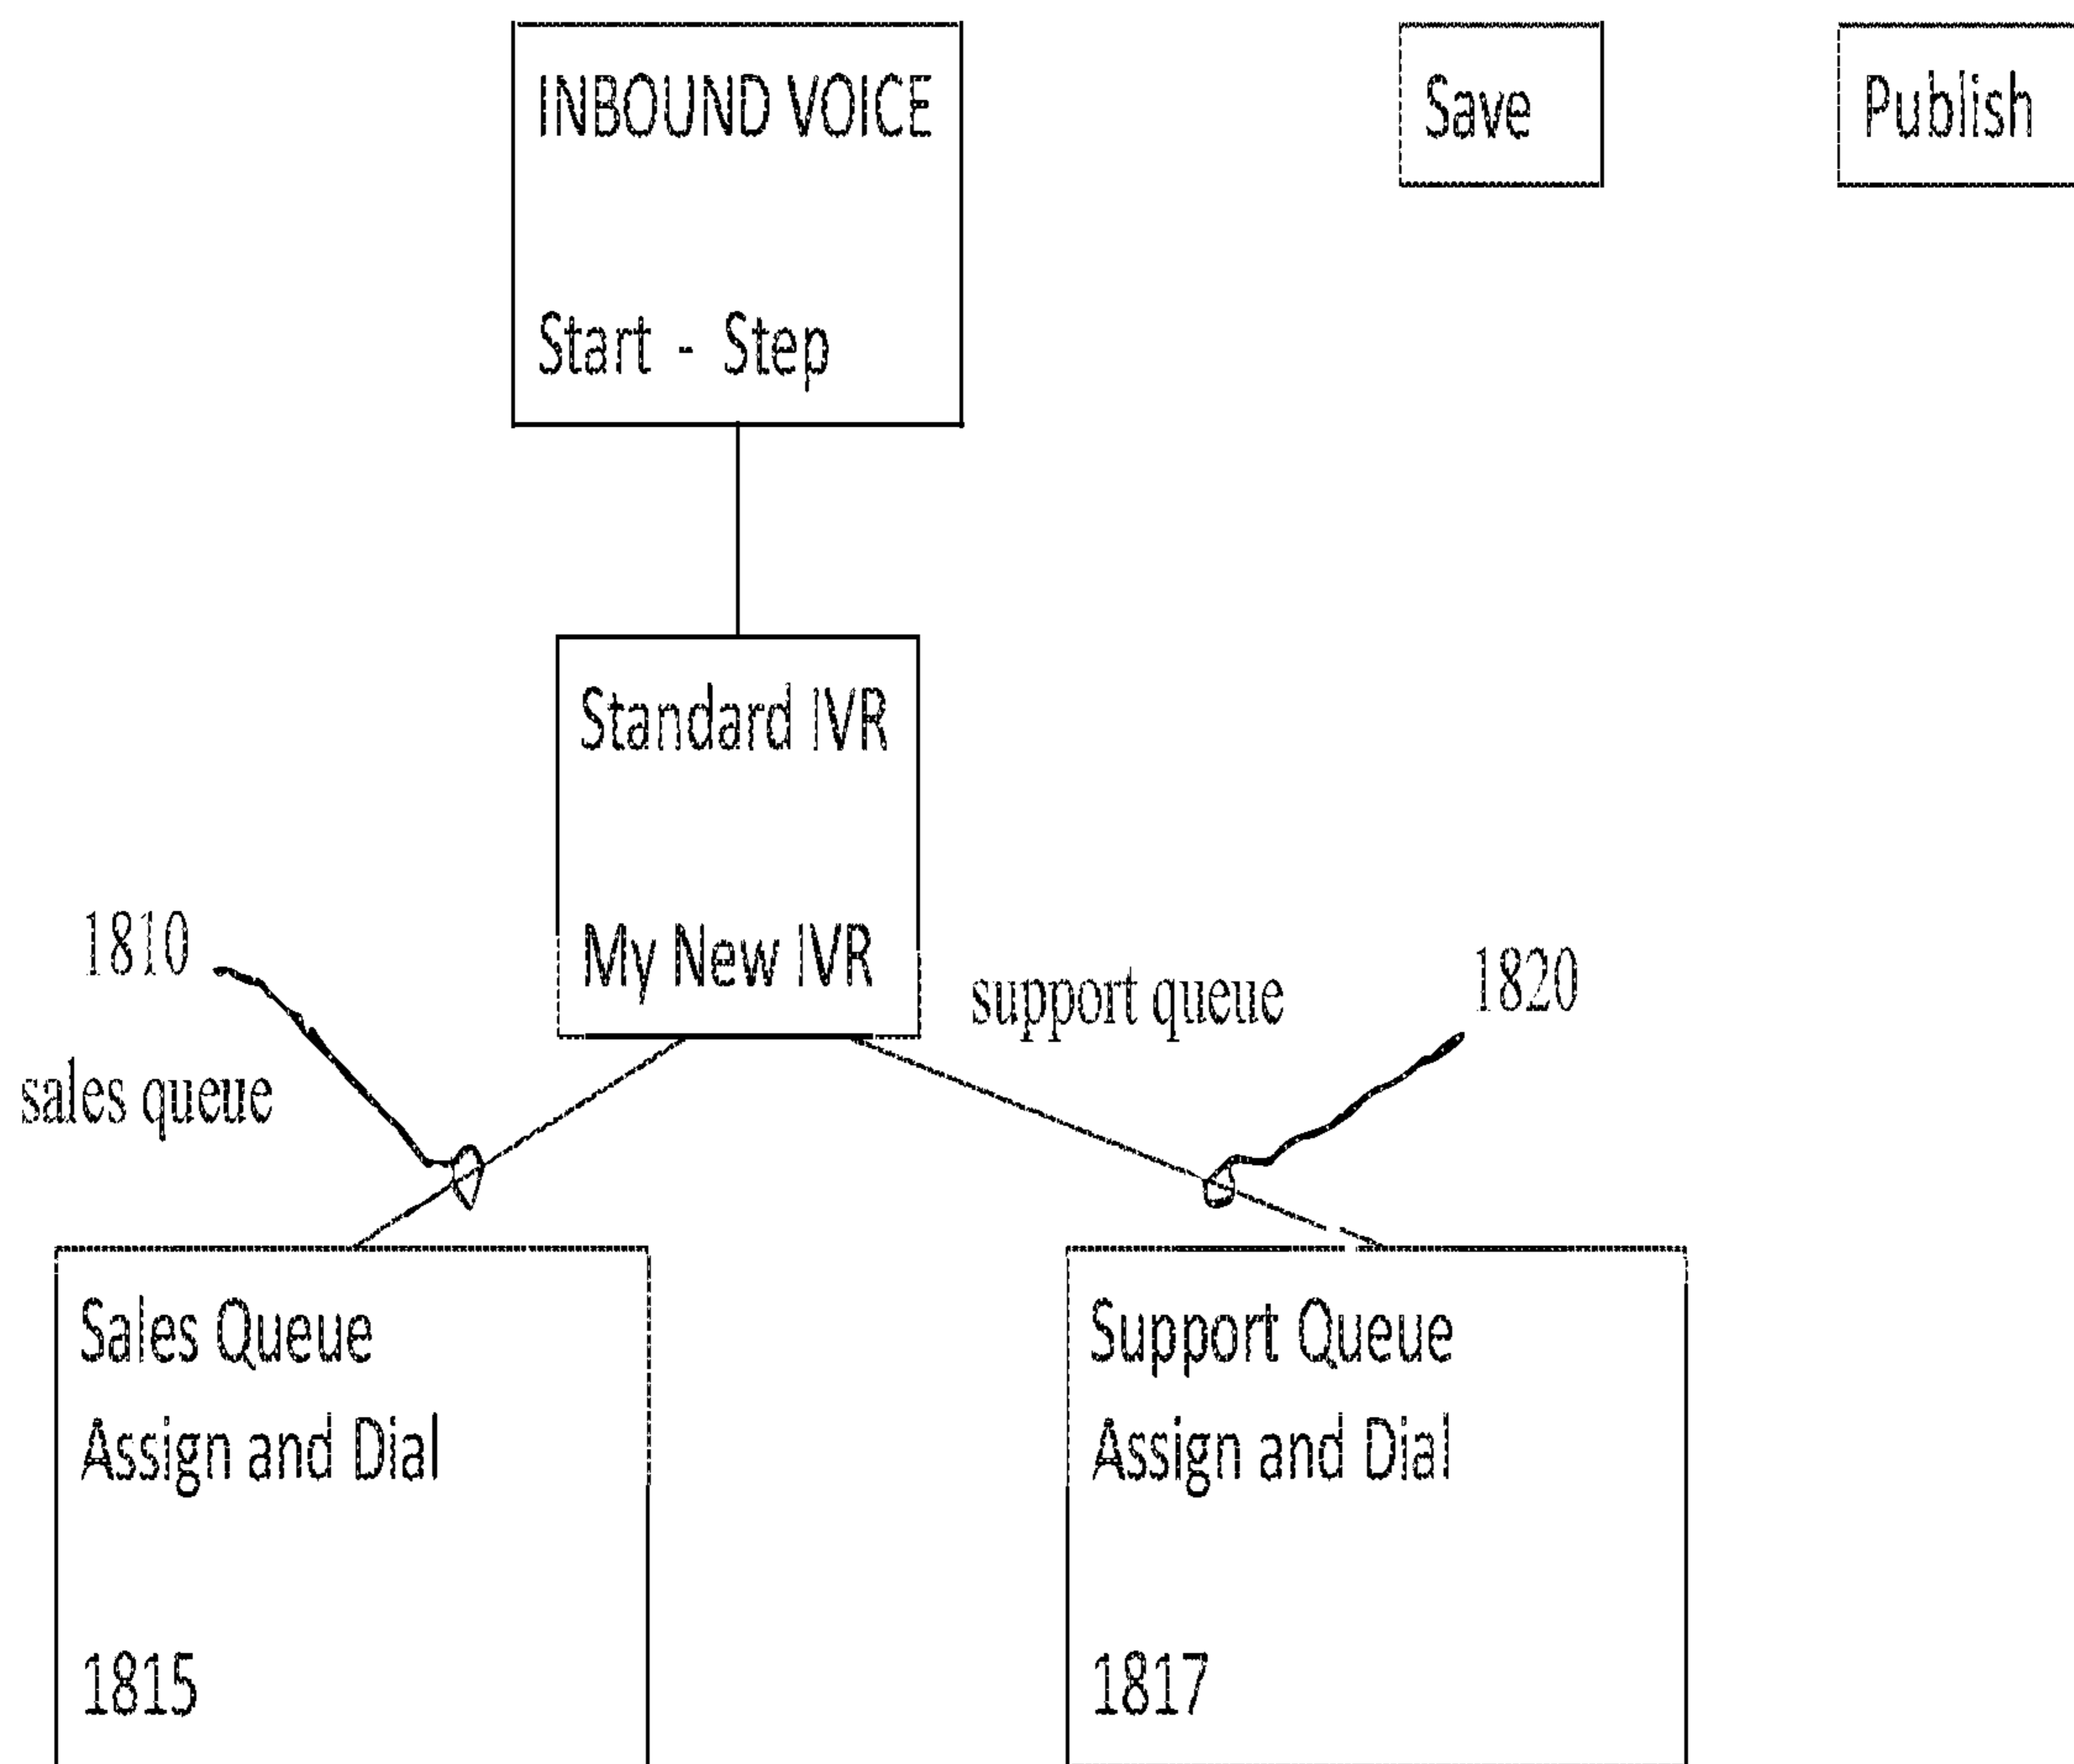 INBOUND VOICE
Start - Step
Save
Publish
Standard IVR
My New IVR
1810
sales queue
support queue
1820
Sales Queue
Assign and Dial
1815
Support Queue
Assign and Dial
1817